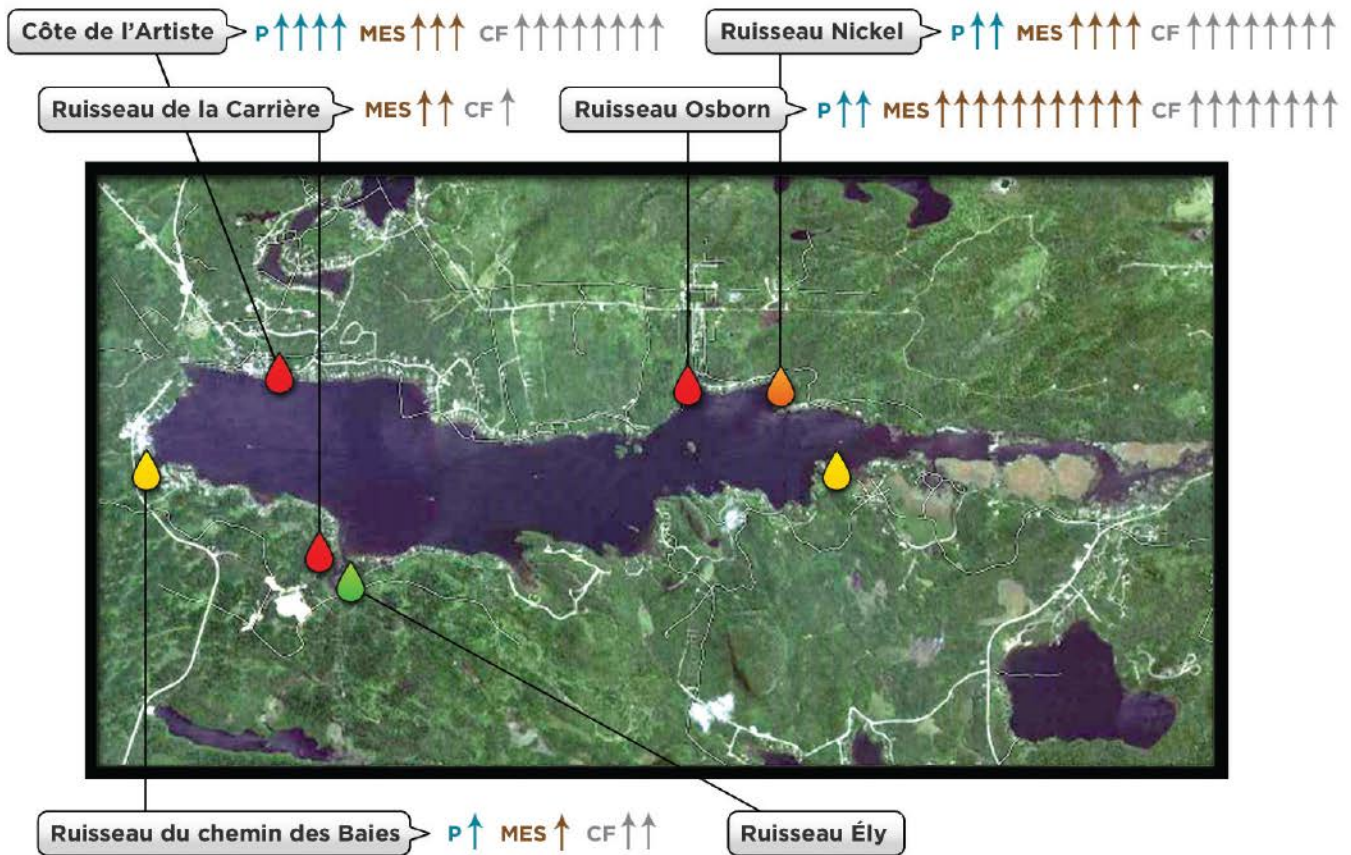 Côte de l'Artiste P ↑↑↑↑ MES ↑↑↑ CF ↑↑↑↑↑↑↑↑
Ruisseau Nickel P ↑↑ MES ↑↑↑↑ CF ↑↑↑↑↑↑↑↑
Ruisseau de la Carrière MES ↑↑ CF ↑
Ruisseau Osborn P ↑↑ MES ↑↑↑↑↑↑↑↑↑↑↑ CF ↑↑↑↑↑↑↑↑
Ruisseau du chemin des Baies P ↑ MES ↑ CF ↑↑
Ruisseau Ély